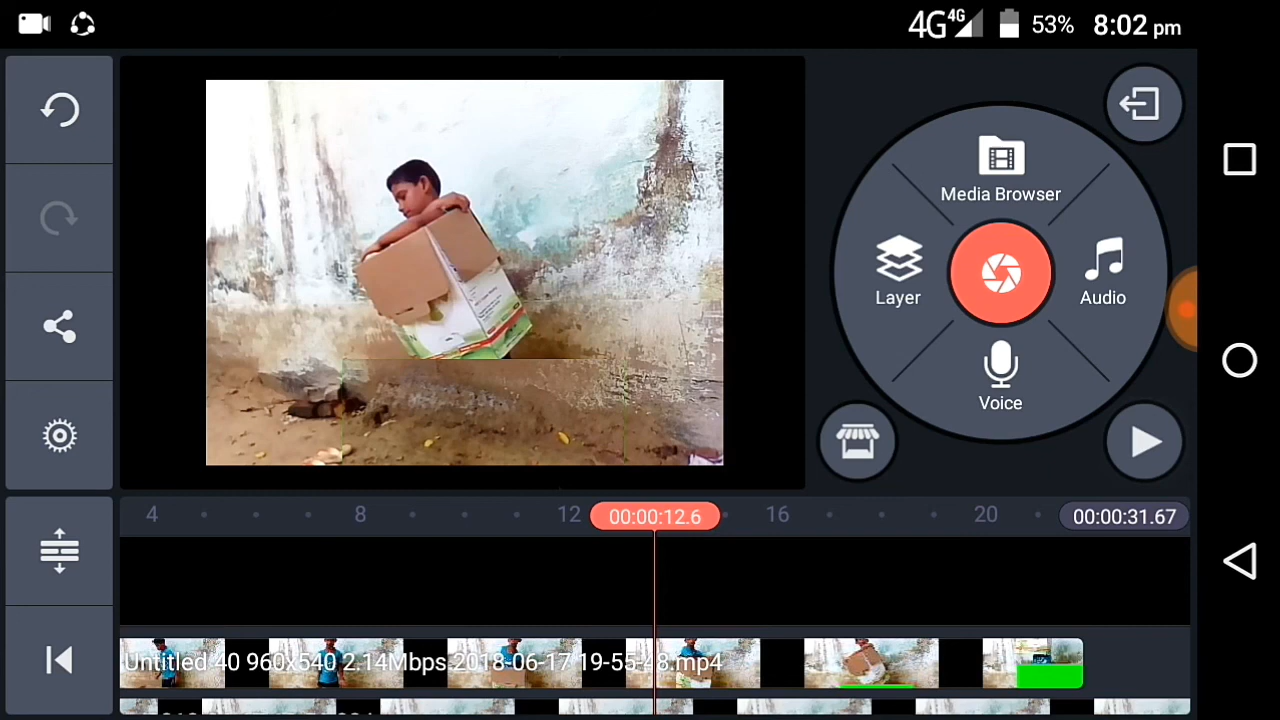 4G 4G 53% 8:02 pm
Media Browser
Layer
Audio
Voice
4 8 12 00:00:12.6 16 20 00:00:31.67
Untitled 40 960x540 2.14Mbps 2018-06-17 19-55-48.mp4